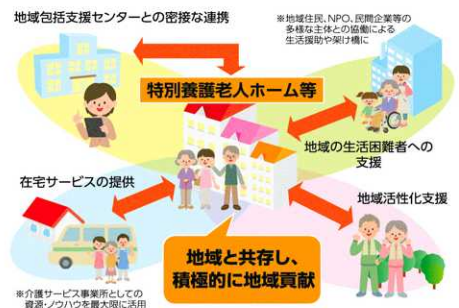 地域包括支援センターとの密接な連携
※地域住民、NPO、民間企業等の
多様な主体との協働による
生活援助や架け橋に
特別養護老人ホーム等
地域の生活困難者への
支援
在宅サービスの提供
地域活性化支援
地域と共存し、
積極的に地域貢献
※介護サービス事業所としての
資源・ノウハウを最大限に活用